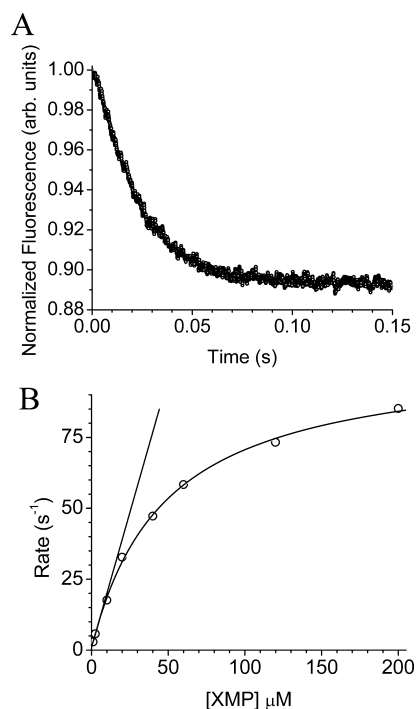 A
Normalized Fluorescence (arb. units)
1.00
0.98
0.96
0.94
0.92
0.90
0.88
0.00 0.05 0.10 0.15
Time (s)
B
Rate (s⁻¹)
75
50
25
0
0 50 100 150 200
[XMP] μM